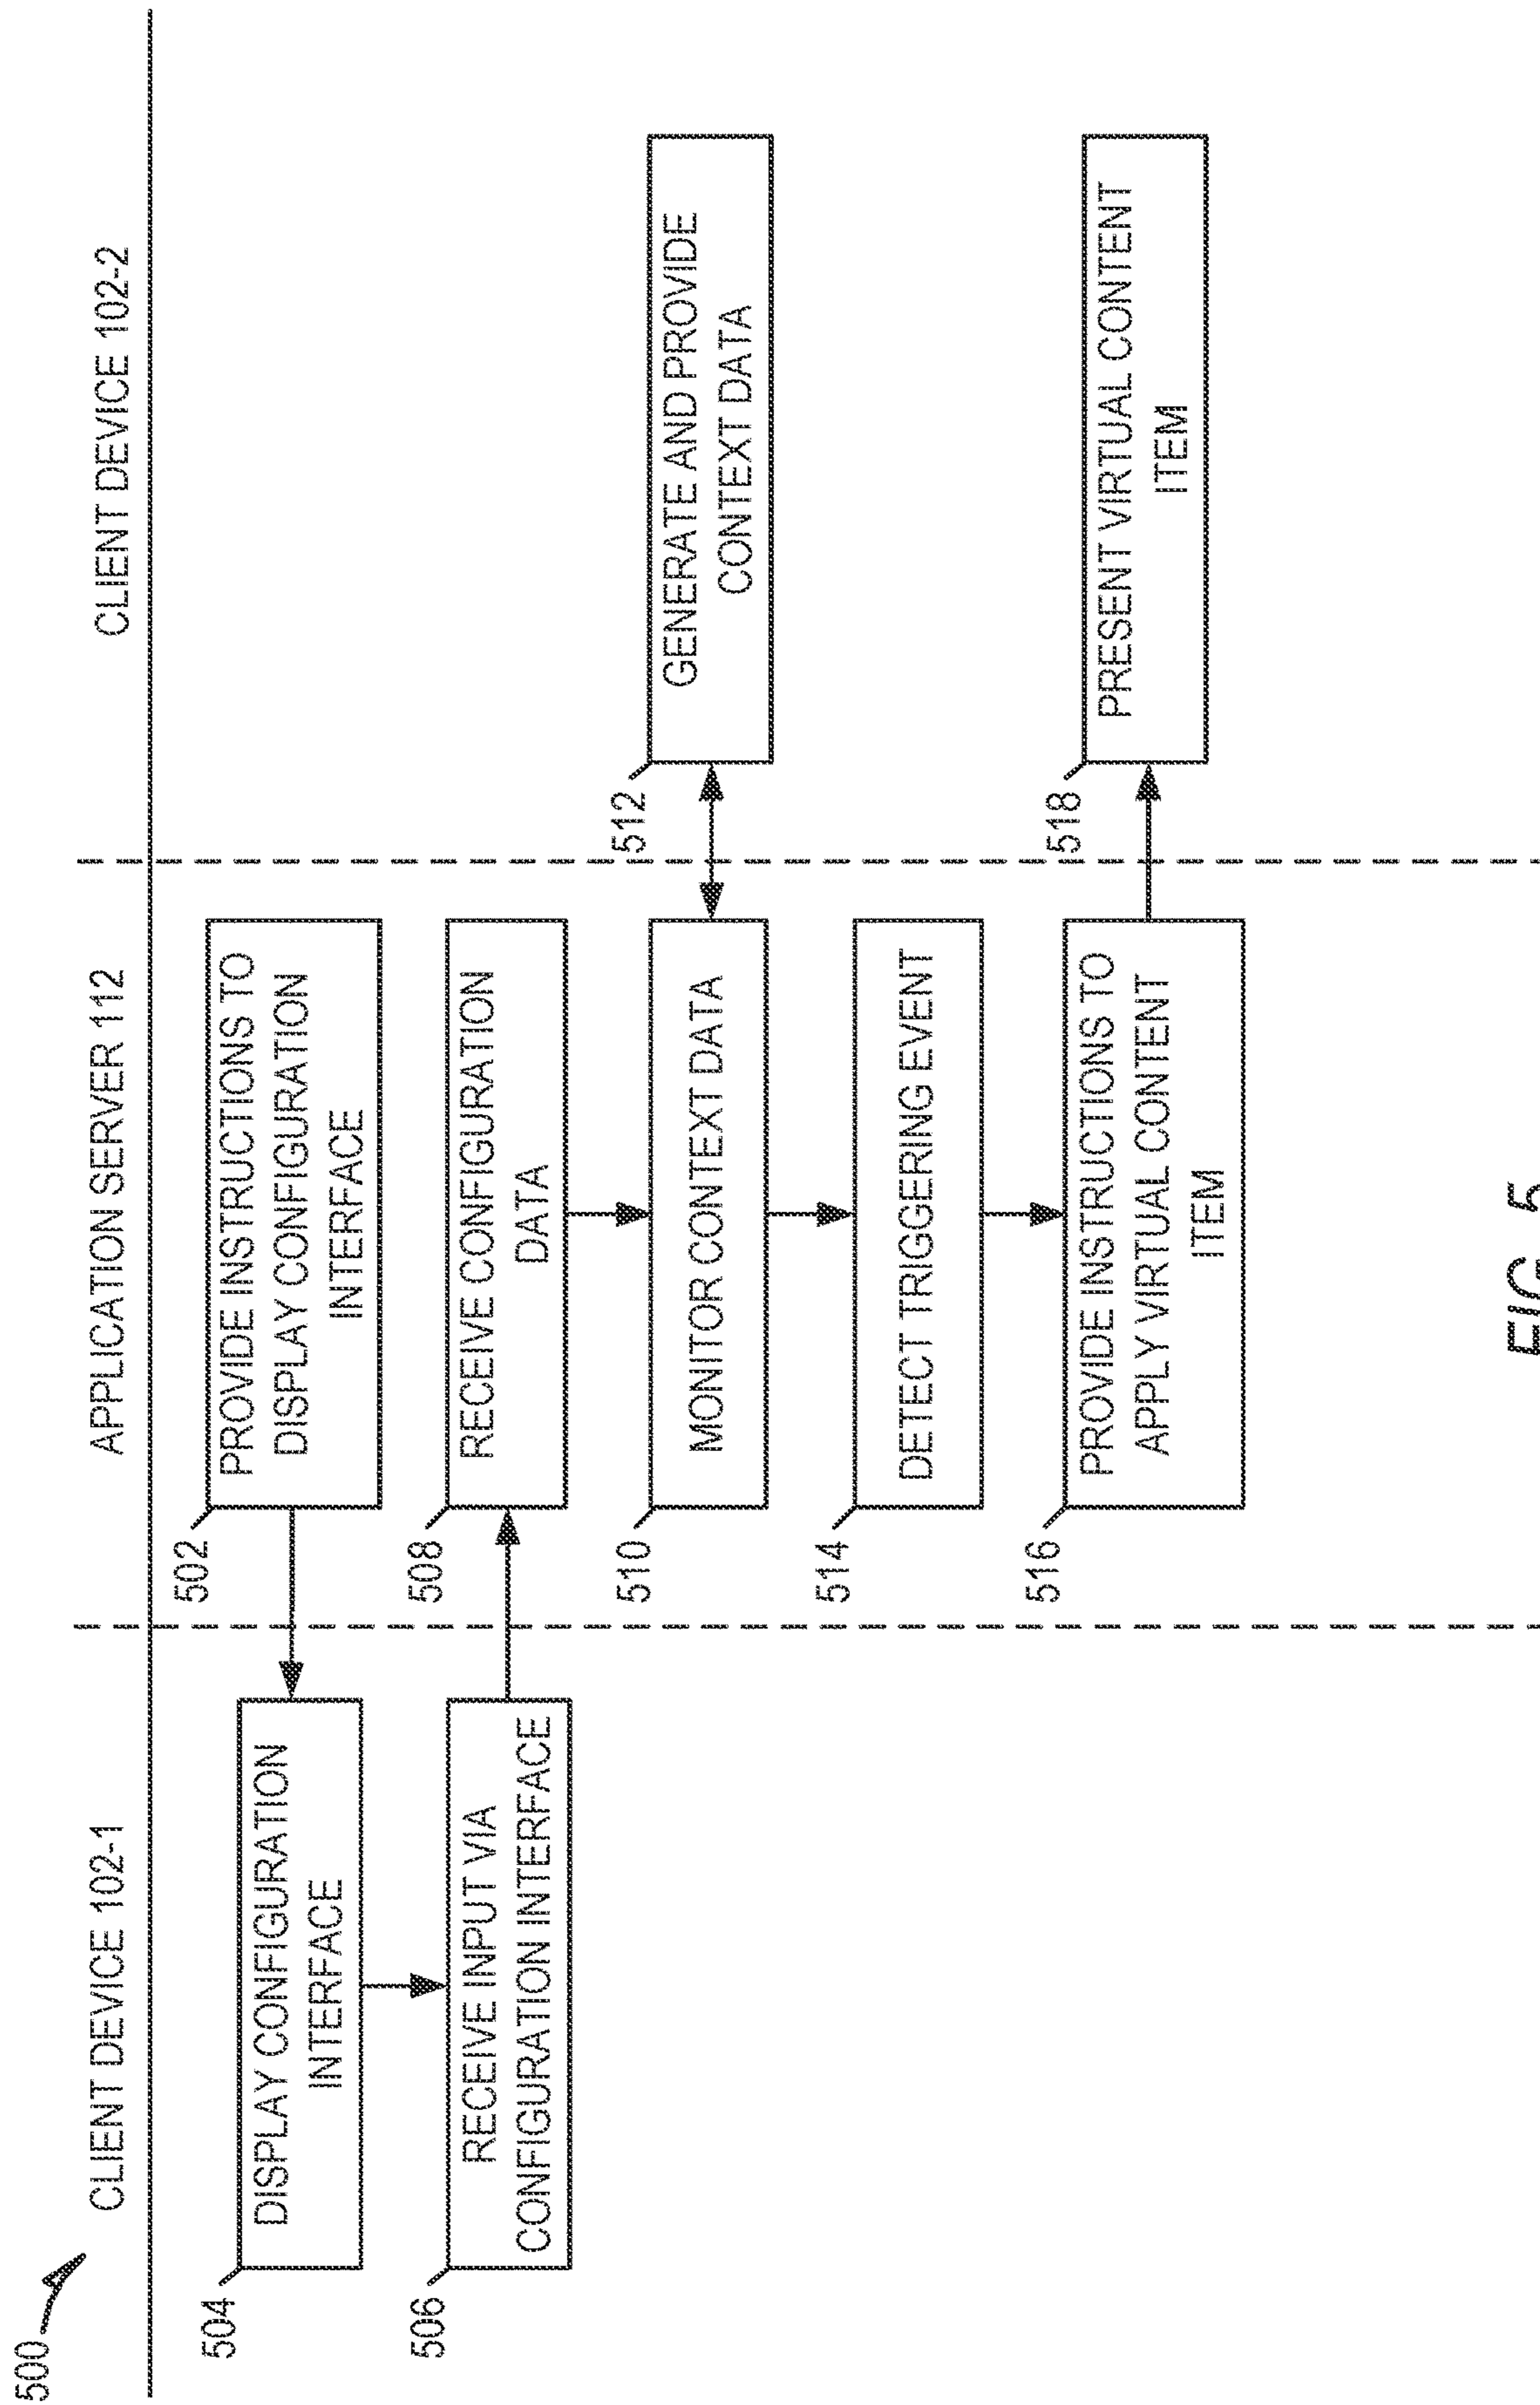 500
CLIENT DEVICE 102-1
APPLICATION SERVER 112
CLIENT DEVICE 102-2
502
PROVIDE INSTRUCTIONS TO
DISPLAY CONFIGURATION
INTERFACE
504
DISPLAY CONFIGURATION
INTERFACE
506
RECEIVE INPUT VIA
CONFIGURATION INTERFACE
508
RECEIVE CONFIGURATION
DATA
510
MONITOR CONTEXT DATA
512
GENERATE AND PROVIDE
CONTEXT DATA
514
DETECT TRIGGERING EVENT
516
PROVIDE INSTRUCTIONS TO
APPLY VIRTUAL CONTENT
ITEM
518
PRESENT VIRTUAL CONTENT
ITEM
FIG. 5